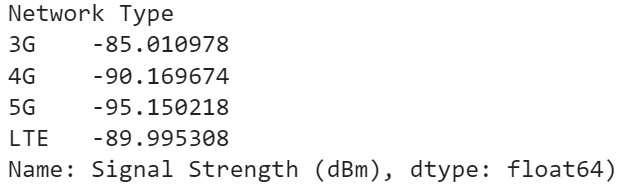 Network Type
3G    -85.010978
4G    -90.169674
5G    -95.150218
LTE   -89.995308
Name: Signal Strength (dBm), dtype: float64)